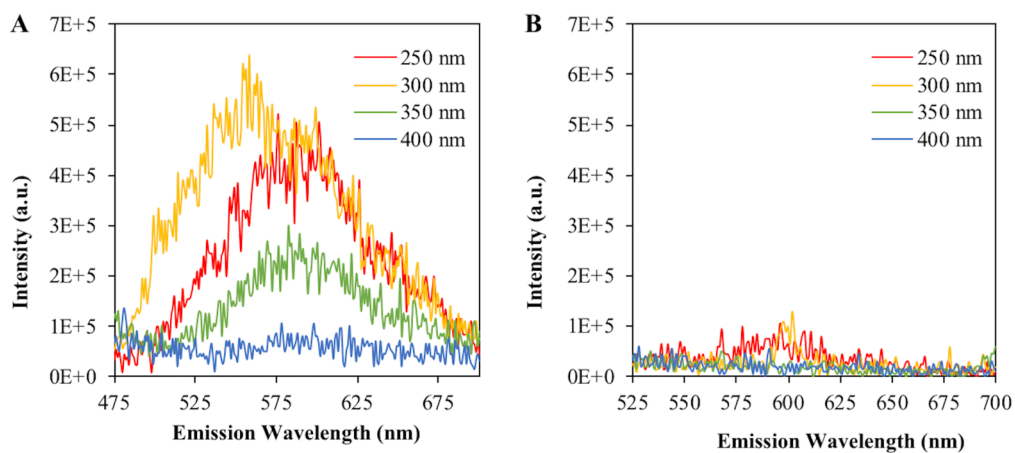 A
7E+5
6E+5
5E+5
4E+5
3E+5
2E+5
1E+5
0E+0
Intensity (a.u.)
250 nm
300 nm
350 nm
400 nm
475 525 575 625 675
Emission Wavelength (nm)
B
7E+5
6E+5
5E+5
4E+5
3E+5
2E+5
1E+5
0E+0
Intensity (a.u.)
250 nm
300 nm
350 nm
400 nm
525 550 575 600 625 650 675 700
Emission Wavelength (nm)